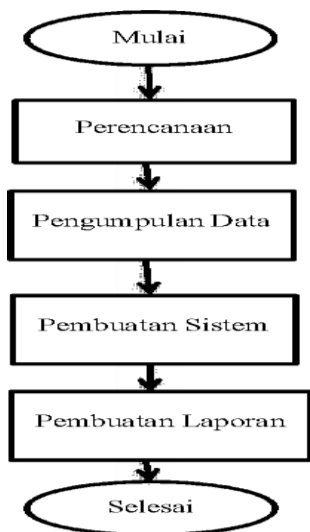 Mulai
Perencanaan
Pengumpulan Data
Pembuatan Sistem
Pembuatan Laporan
Selesai